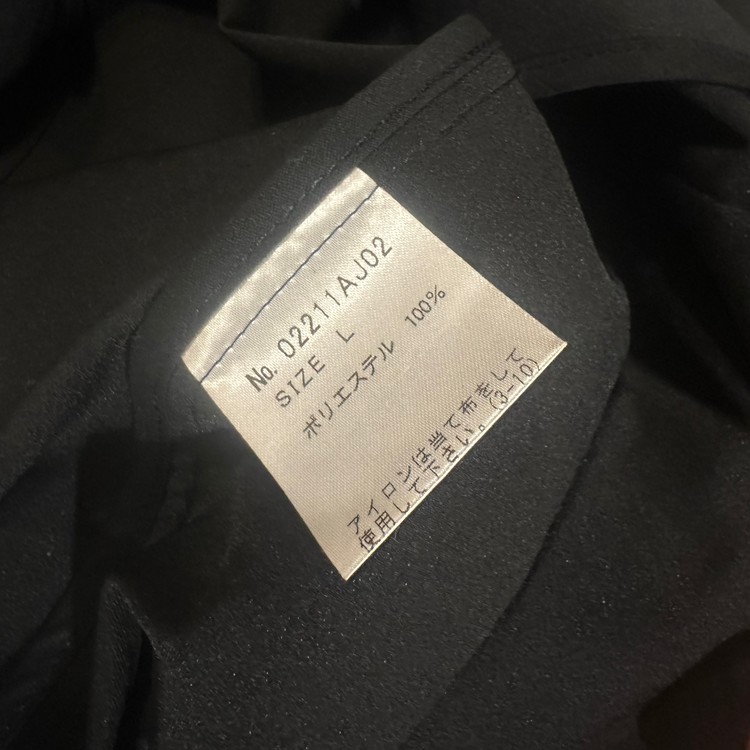 No. 02211AJ02
SIZE L
ポリエステル 100%
アイロンは当て布をして
使用して下さい。(3-10)